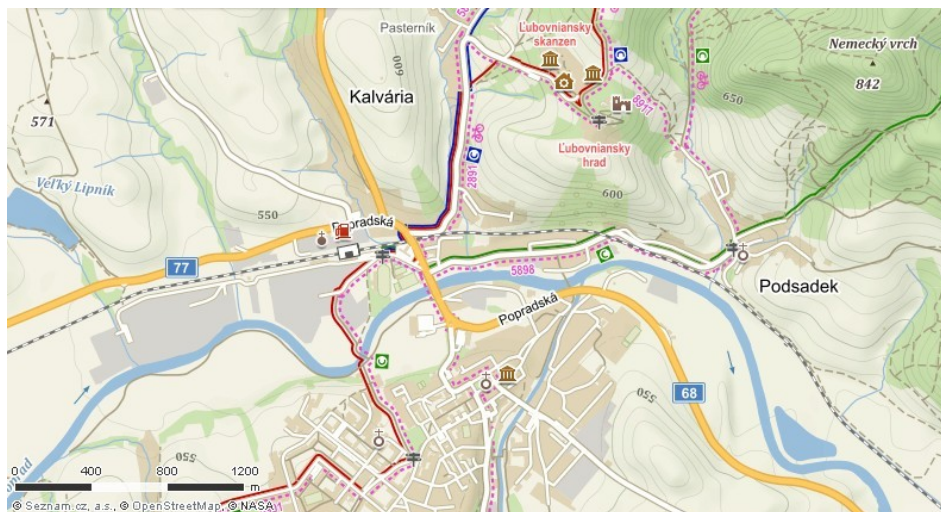 Pasterník
Ľubovniansky
skanzen
Nemecký vrch
842
600
Kalvária
650
8917
571
2891
Ľubovniansky
hrad
Veľký Lipník
550
600
Popradská
77
5898
Podsadek
Popradská
68
550
0 400 800 1200
m
© Seznam.cz, a.s., © OpenStreetMap, © NASA